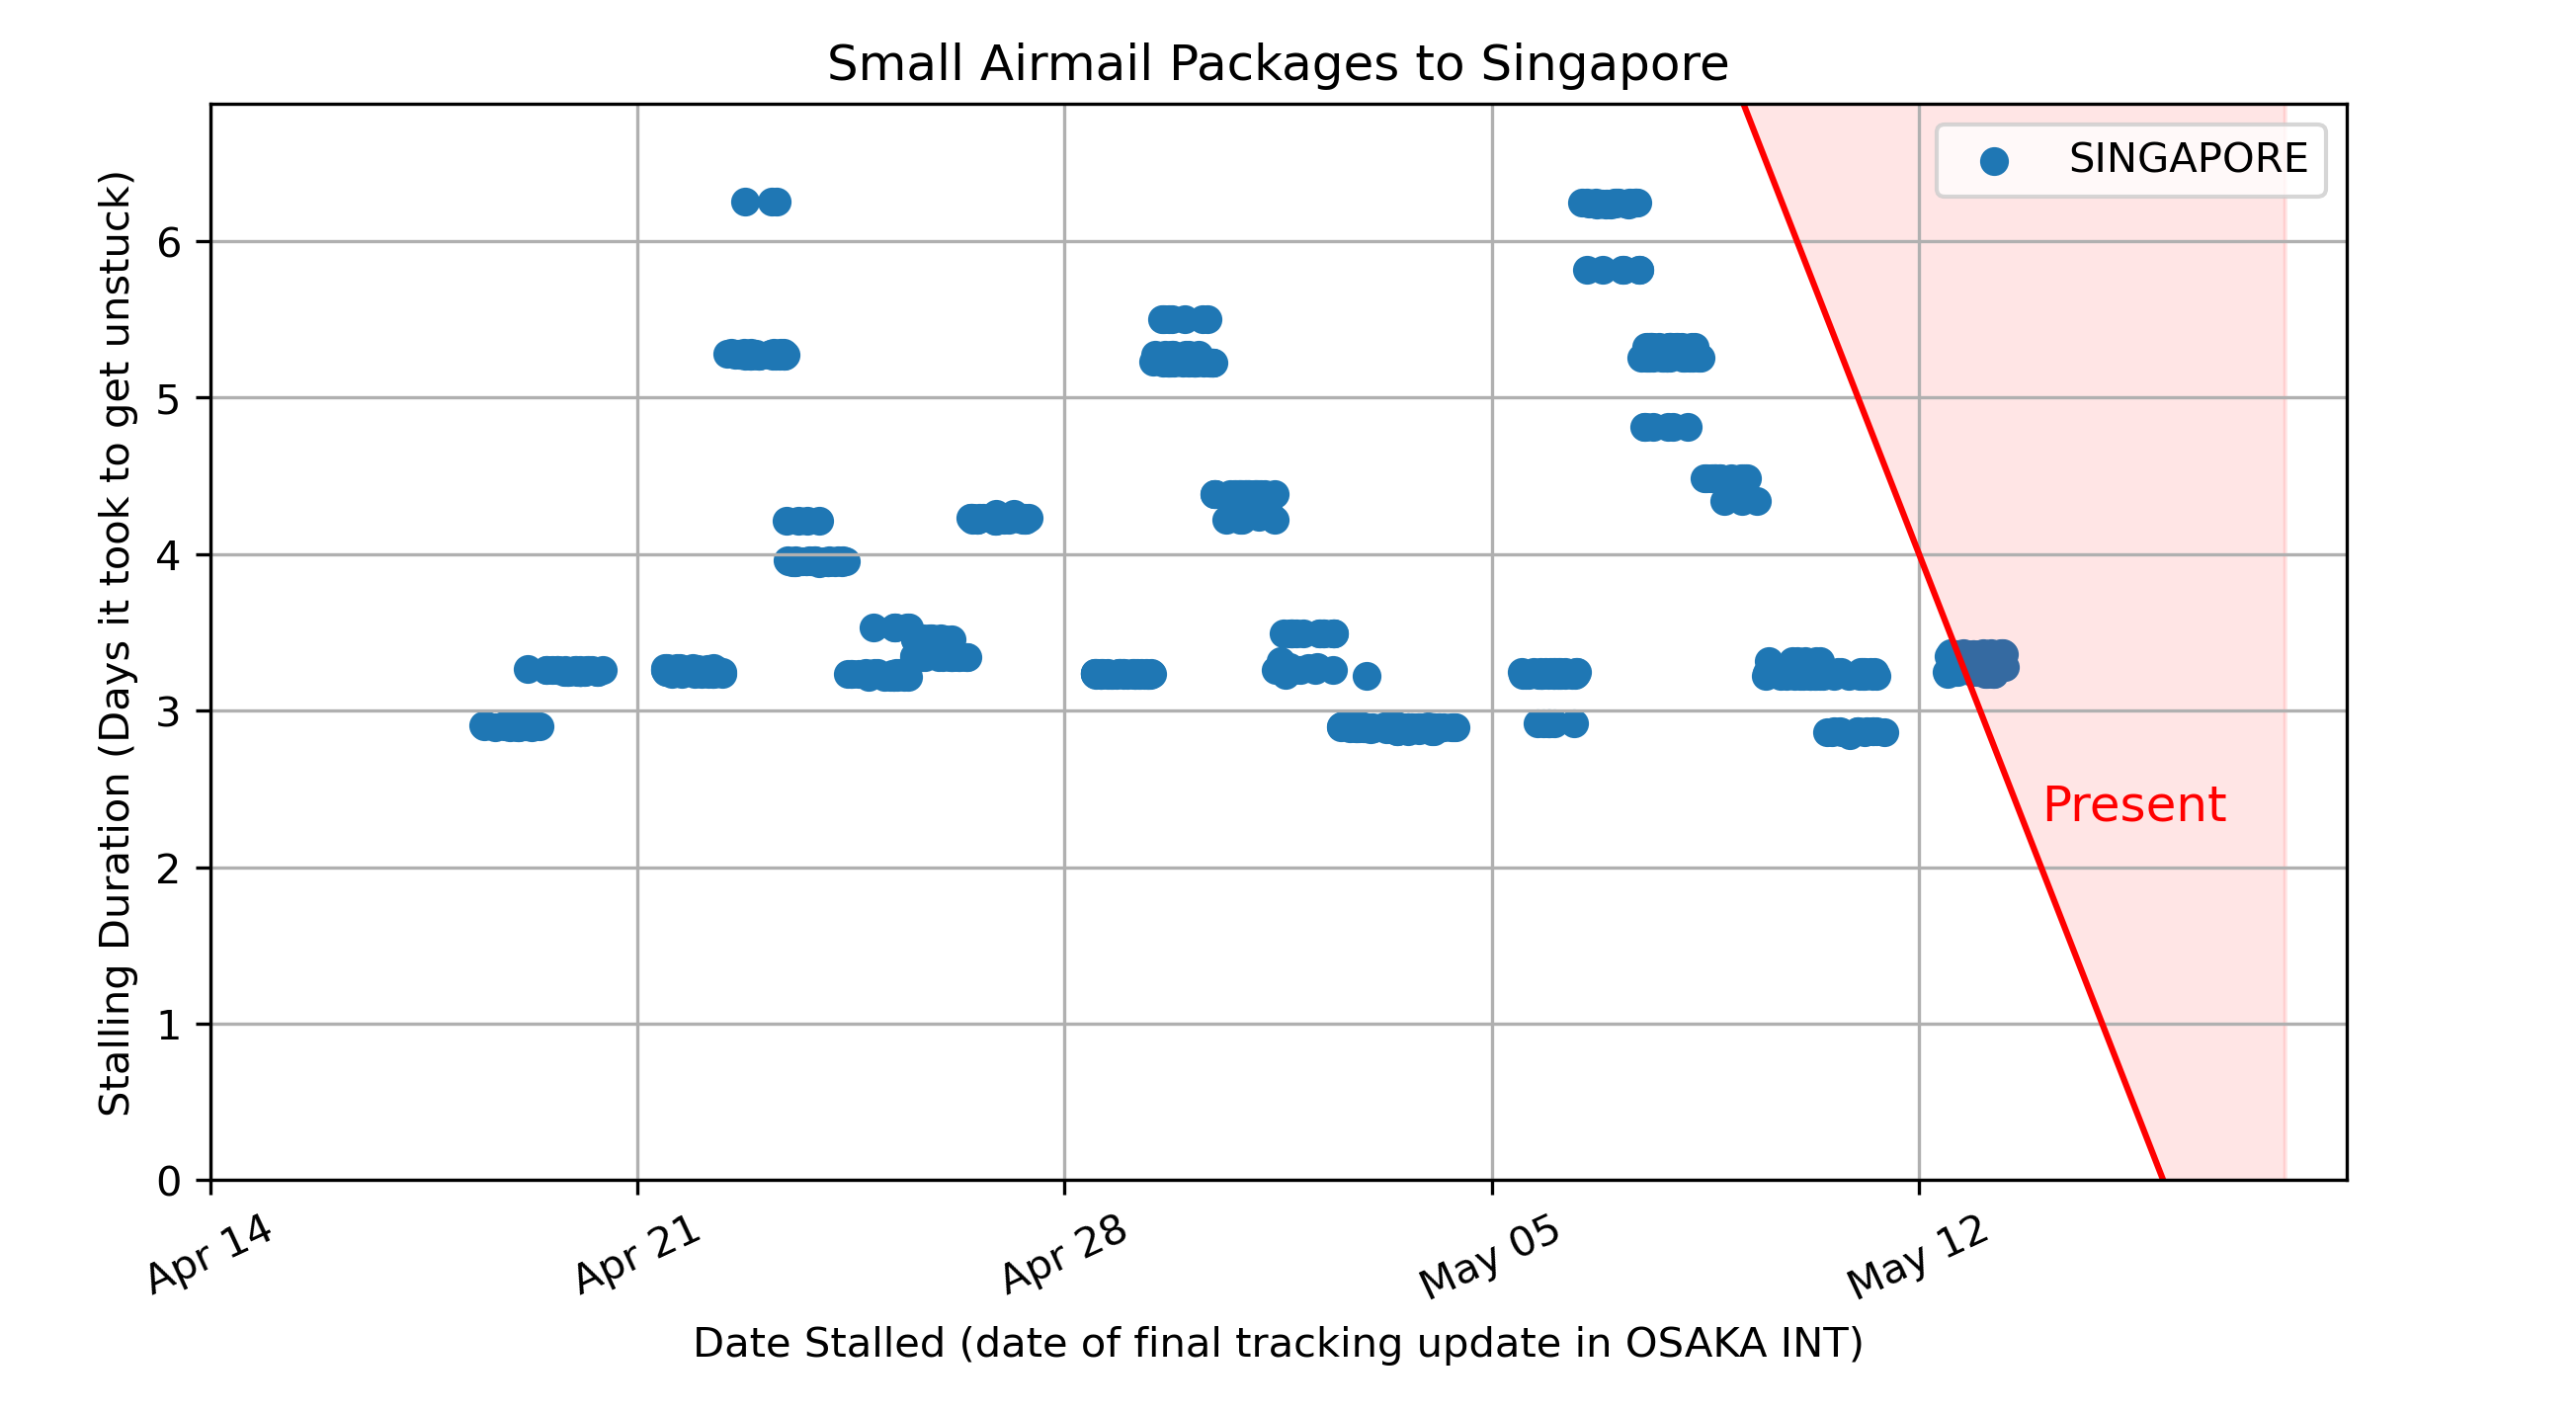 Small Airmail Packages to Singapore
SINGAPORE
Stalling Duration (Days it took to get unstuck)
6
5
4
3
2
1
0
Present
Apr 14
Apr 21
Apr 28
May 05
May 12
Date Stalled (date of final tracking update in OSAKA INT)